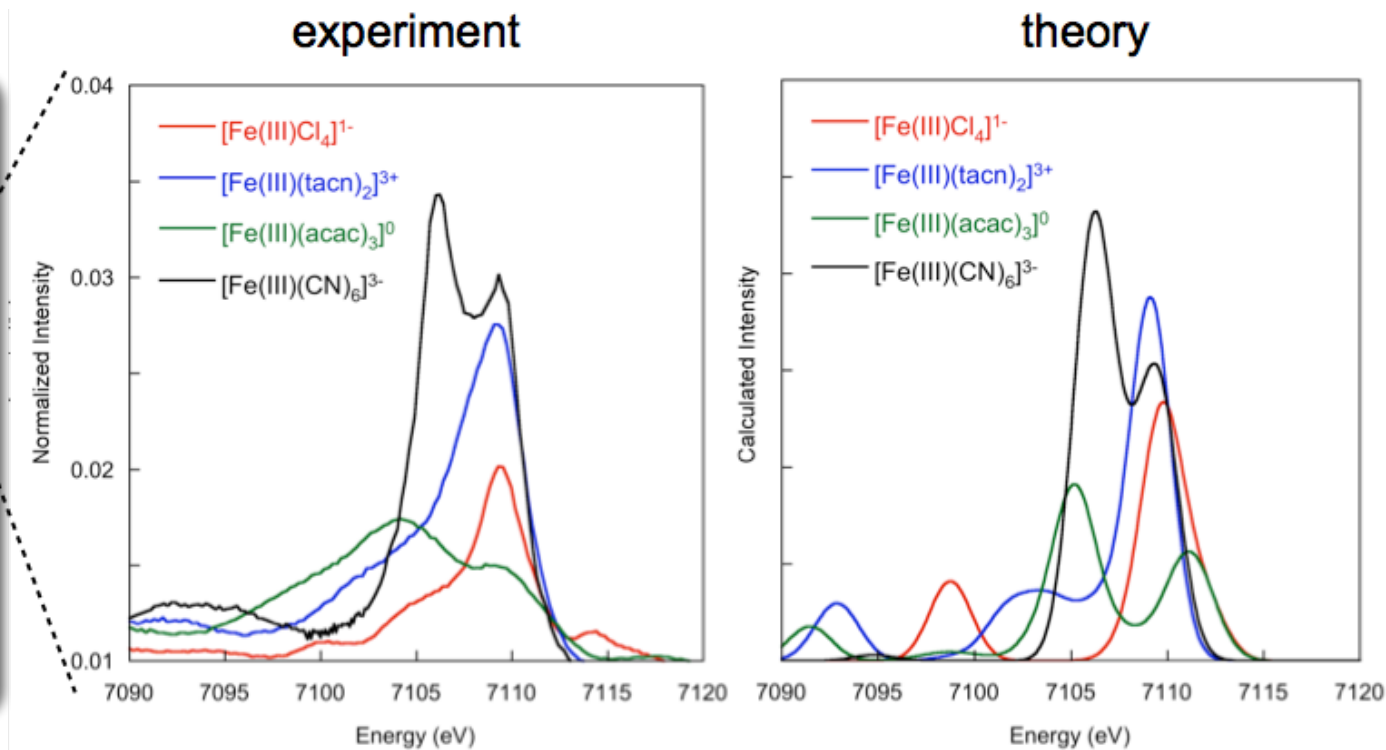 experiment
theory
0.04
0.03
0.02
0.01
Normalized Intensity
[Fe(III)Cl₄]¹⁻
[Fe(III)(tacn)₂]³⁺
[Fe(III)(acac)₃]⁰
[Fe(III)(CN)₆]³⁻
7090 7095 7100 7105 7110 7115 7120
Energy (eV)
Calculated Intensity
[Fe(III)Cl₄]¹⁻
[Fe(III)(tacn)₂]³⁺
[Fe(III)(acac)₃]⁰
[Fe(III)(CN)₆]³⁻
7090 7095 7100 7105 7110 7115 7120
Energy (eV)